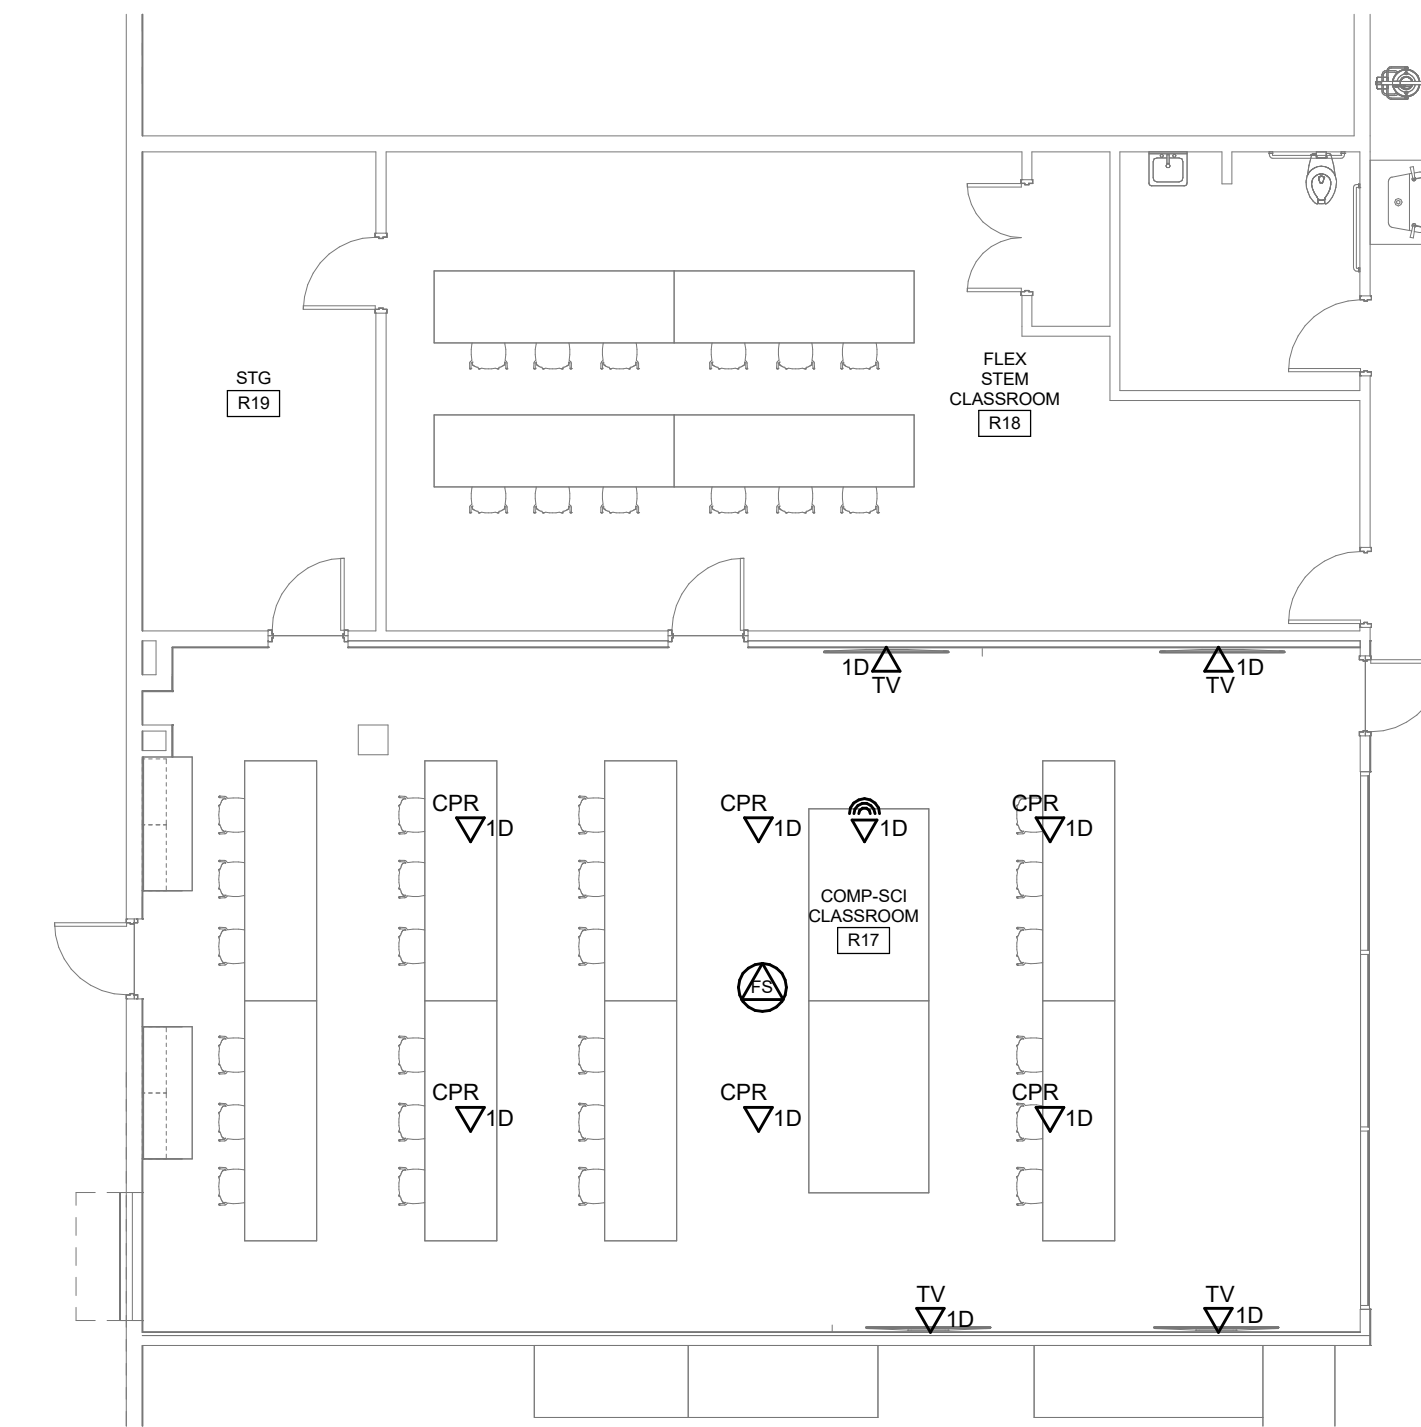 FLEX
STEM
CLASSROOM
R18
STG
R19
1D
TV
1D
TV
CPR
1D
CPR
1D
1D
CPR
1D
COMP-SCI
CLASSROOM
R17
FS
CPR
1D
CPR
1D
CPR
1D
TV
1D
TV
1D